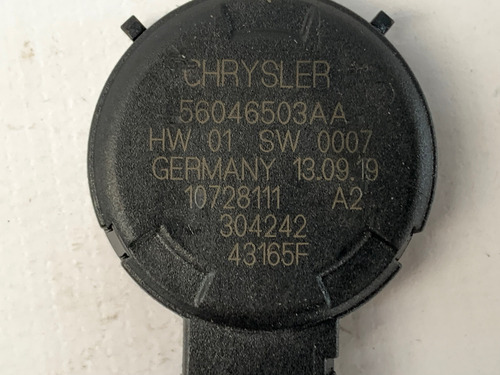 CHRYSLER
56046503AA
HW 01 SW 0007
GERMANY 13.09.19
10728111 A2
304242
43165F